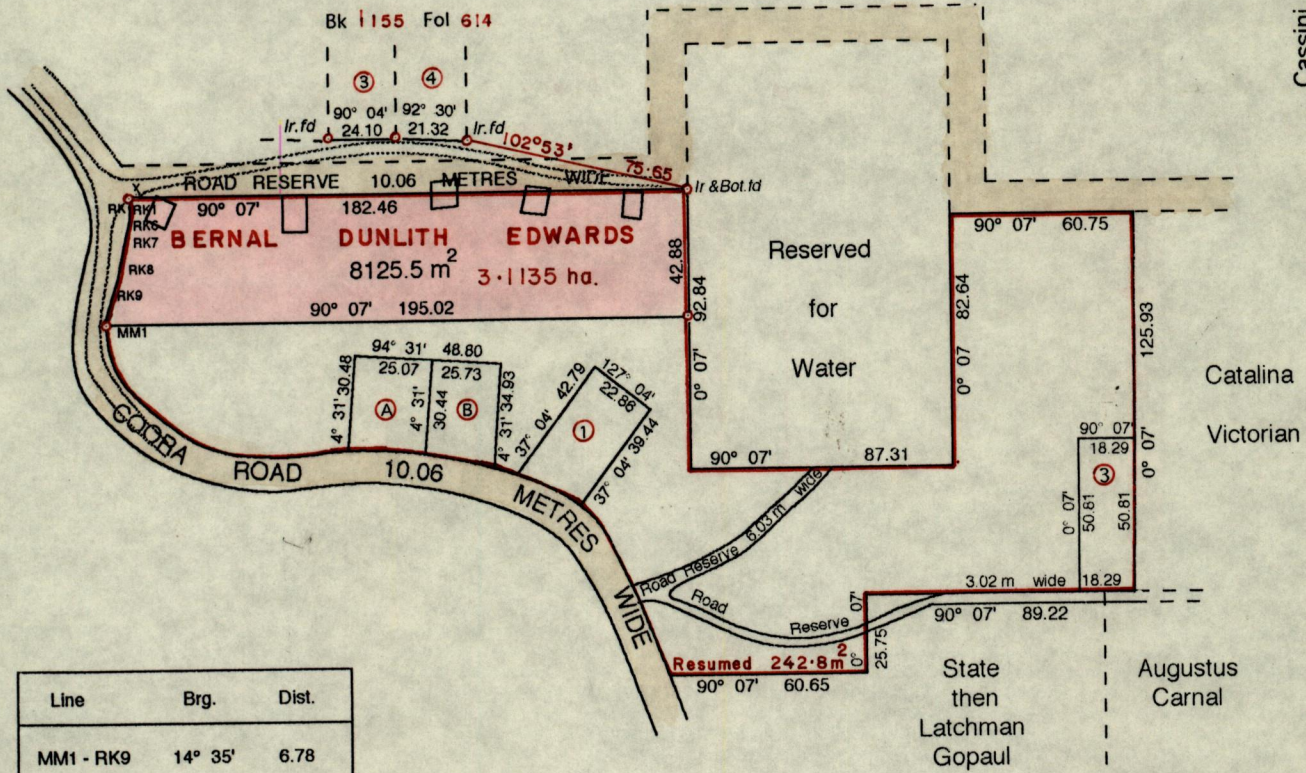 Bk 1155 Fol 614
Cassini
3
4
90° 04'
92° 30'
Ir.fd
24.10
21.32
Ir.fd
102°53'
75.65
Ir & Bot.fd
ROAD RESERVE 10.06 METRES WIDE
X
RK1
RK6
RK7
RK8
RK9
MM1
90° 07' 182.46
BERNAL DUNLITH EDWARDS
8125.5 m²
3·1135 ha.
90° 07' 195.02
42.88
92.84
0° 07'
Reserved
for
Water
90° 07' 87.31
0° 07 82.64
90° 07' 60.75
125.93
0° 07'
Catalina
Victorian
94° 31' 48.80
25.07
25.73
4° 31' 30.48
A
4° 31'
30.44
B
4° 31' 34.93
37° 04' 42.79
127° 04'
22.86
1
37° 04' 39.44
90° 07'
18.29
3
0° 07'
50.81
50.81
18.29
3.02 m wide
90° 07' 89.22
GOOBA ROAD 10.06 METRES WIDE
Road Reserve 6.03 m wide
Road Reserve
0° 07'
25.75
Resumed 242·8m²
90° 07' 60.65
State
then
Latchman
Gopaul
Augustus
Carnal
Line Brg. Dist.
MM1 - RK9 14° 35' 6.78